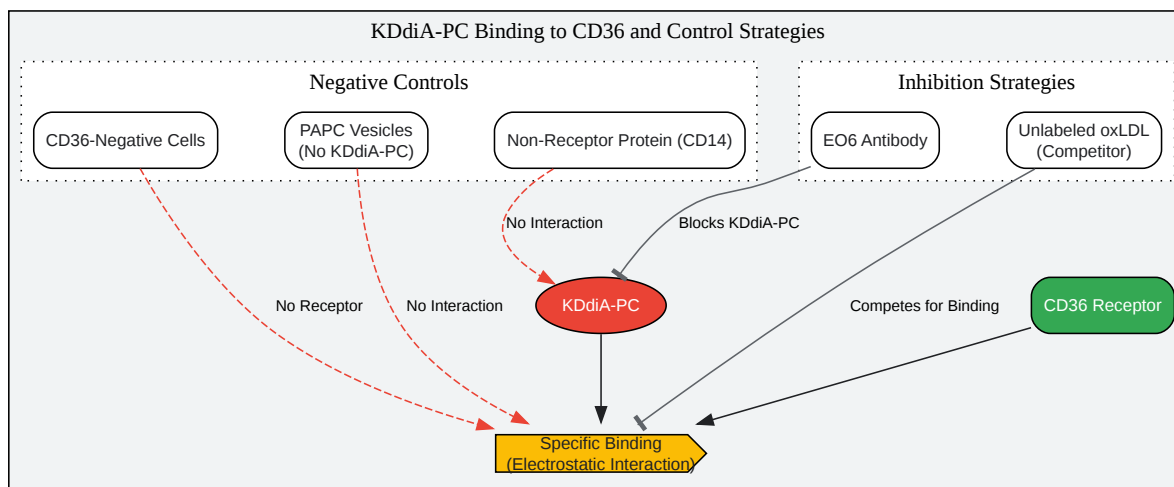 KDdiA-PC Binding to CD36 and Control Strategies
Negative Controls
Inhibition Strategies
CD36-Negative Cells
PAPC Vesicles
(No KDdiA-PC)
Non-Receptor Protein (CD14)
EO6 Antibody
Unlabeled oxLDL
(Competitor)
No Interaction
Blocks KDdiA-PC
No Receptor
No Interaction
KDdiA-PC
Competes for Binding
CD36 Receptor
Specific Binding
(Electrostatic Interaction)